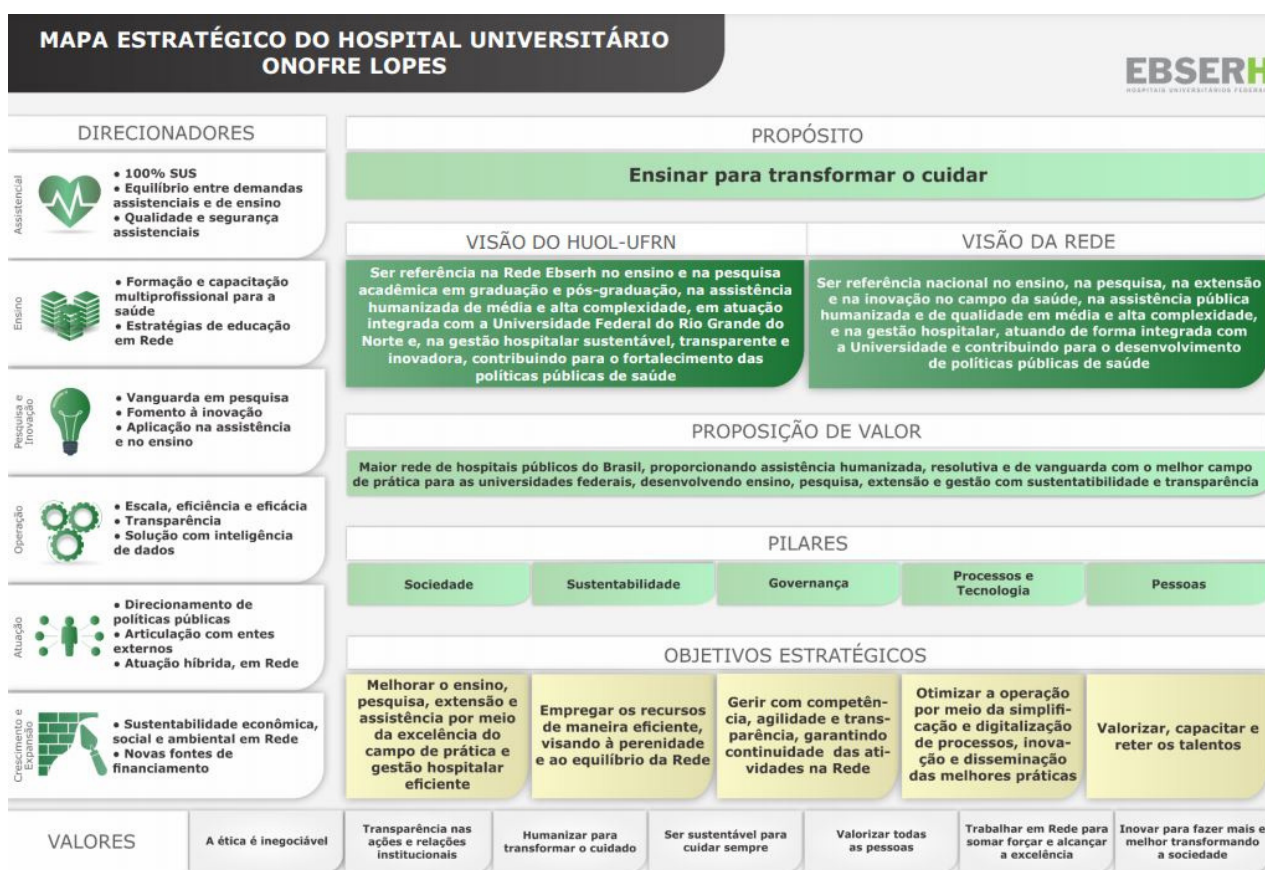 MAPA ESTRATÉGICO DO HOSPITAL UNIVERSITÁRIO
ONOFRE LOPES
EBSERH
HOSPITAIS UNIVERSITÁRIOS FEDERAIS
DIRECIONADORES
Assistencial
• 100% SUS
• Equilíbrio entre demandas
assistenciais e de ensino
• Qualidade e segurança
assistenciais
Ensino
• Formação e capacitação
multiprofissional para a
saúde
• Estratégias de educação
em Rede
Pesquisa e
Inovação
• Vanguarda em pesquisa
• Fomento à inovação
• Aplicação na assistência
e no ensino
Operação
• Escala, eficiência e eficácia
• Transparência
• Solução com inteligência
de dados
Atuação
• Direcionamento de
políticas públicas
• Articulação com entes
externos
• Atuação híbrida, em Rede
Crescimento e
Expansão
• Sustentabilidade econômica,
social e ambiental em Rede
• Novas fontes de
financiamento
PROPÓSITO
Ensinar para transformar o cuidar
VISÃO DO HUOL-UFRN
Ser referência na Rede Ebserh no ensino e na pesquisa
acadêmica em graduação e pós-graduação, na assistência
humanizada de média e alta complexidade, em atuação
integrada com a Universidade Federal do Rio Grande do
Norte e, na gestão hospitalar sustentável, transparente e
inovadora, contribuindo para o fortalecimento das
políticas públicas de saúde
VISÃO DA REDE
Ser referência nacional no ensino, na pesquisa, na extensão
e na inovação no campo da saúde, na assistência pública
humanizada e de qualidade em média e alta complexidade,
e na gestão hospitalar, atuando de forma integrada com
a Universidade e contribuindo para o desenvolvimento
de políticas públicas de saúde
PROPOSIÇÃO DE VALOR
Maior rede de hospitais públicos do Brasil, proporcionando assistência humanizada, resolutiva e de vanguarda com o melhor campo
de prática para as universidades federais, desenvolvendo ensino, pesquisa, extensão e gestão com sustentatibilidade e transparência
PILARES
Sociedade
Sustentabilidade
Governança
Processos e
Tecnologia
Pessoas
OBJETIVOS ESTRATÉGICOS
Melhorar o ensino,
pesquisa, extensão e
assistência por meio
da excelência do
campo de prática e
gestão hospitalar
eficiente
Empregar os recursos
de maneira eficiente,
visando à perenidade
e ao equilíbrio da Rede
Gerir com competên-
cia, agilidade e trans-
parência, garantindo
continuidade das ati-
vidades na Rede
Otimizar a operação
por meio da simplifi-
cação e digitalização
de processos, inova-
ção e disseminação
das melhores práticas
Valorizar, capacitar e
reter os talentos
VALORES
A ética é inegociável
Transparência nas
ações e relações
institucionais
Humanizar para
transformar o cuidado
Ser sustentável para
cuidar sempre
Valorizar todas
as pessoas
Trabalhar em Rede para
somar forçar e alcançar
a excelência
Inovar para fazer mais e
melhor transformando
a sociedade